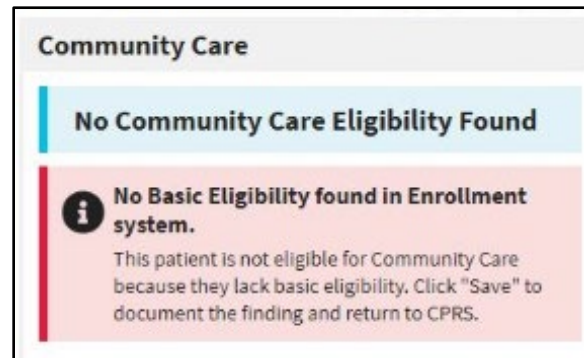 Community Care
No Community Care Eligibility Found
No Basic Eligibility found in Enrollment
system.
This patient is not eligible for Community Care
because they lack basic eligibility. Click "Save" to
document the finding and return to CPRS.